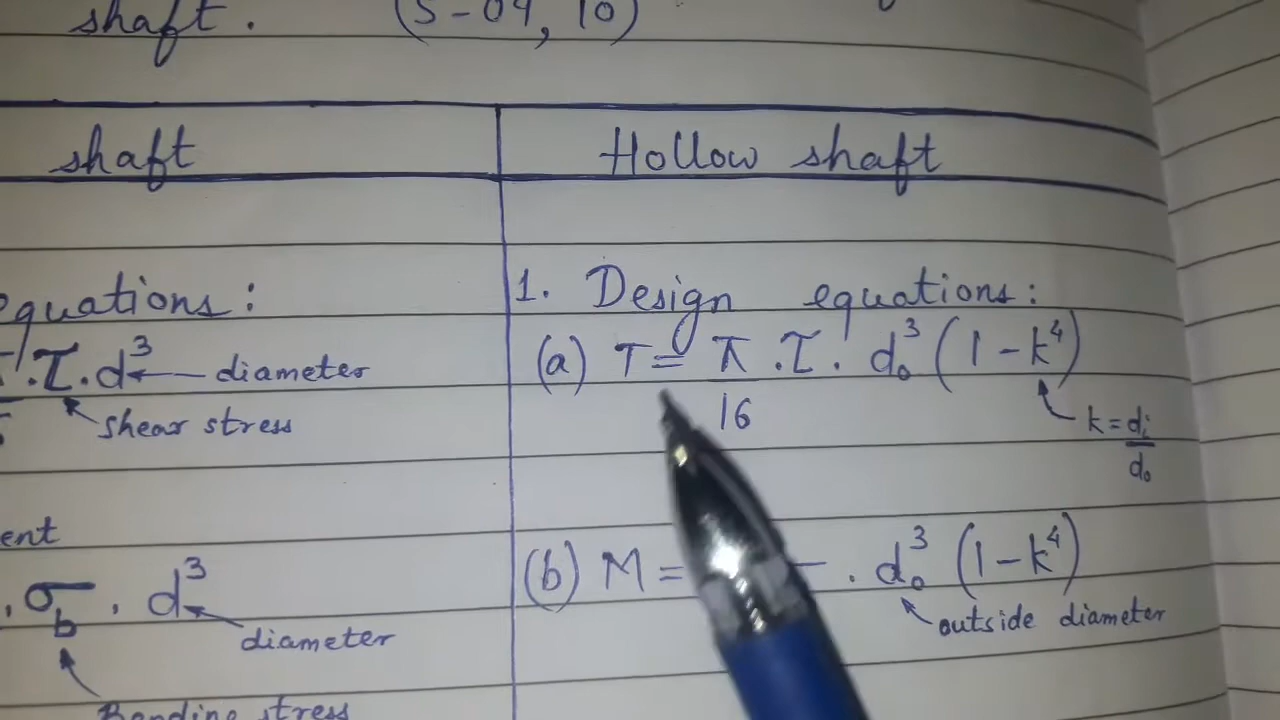 shaft. (S-04, 10)
shaft
Hollow shaft
equations:
.τ.d³ ← diameter
shear stress
ent
.σb . d³
diameter
Bending stress
1. Design equations:
(a) T = π/16 .τ. d₀³ (1-k⁴)
k = di/d₀
(b) M = . d₀³ (1-k⁴)
outside diameter